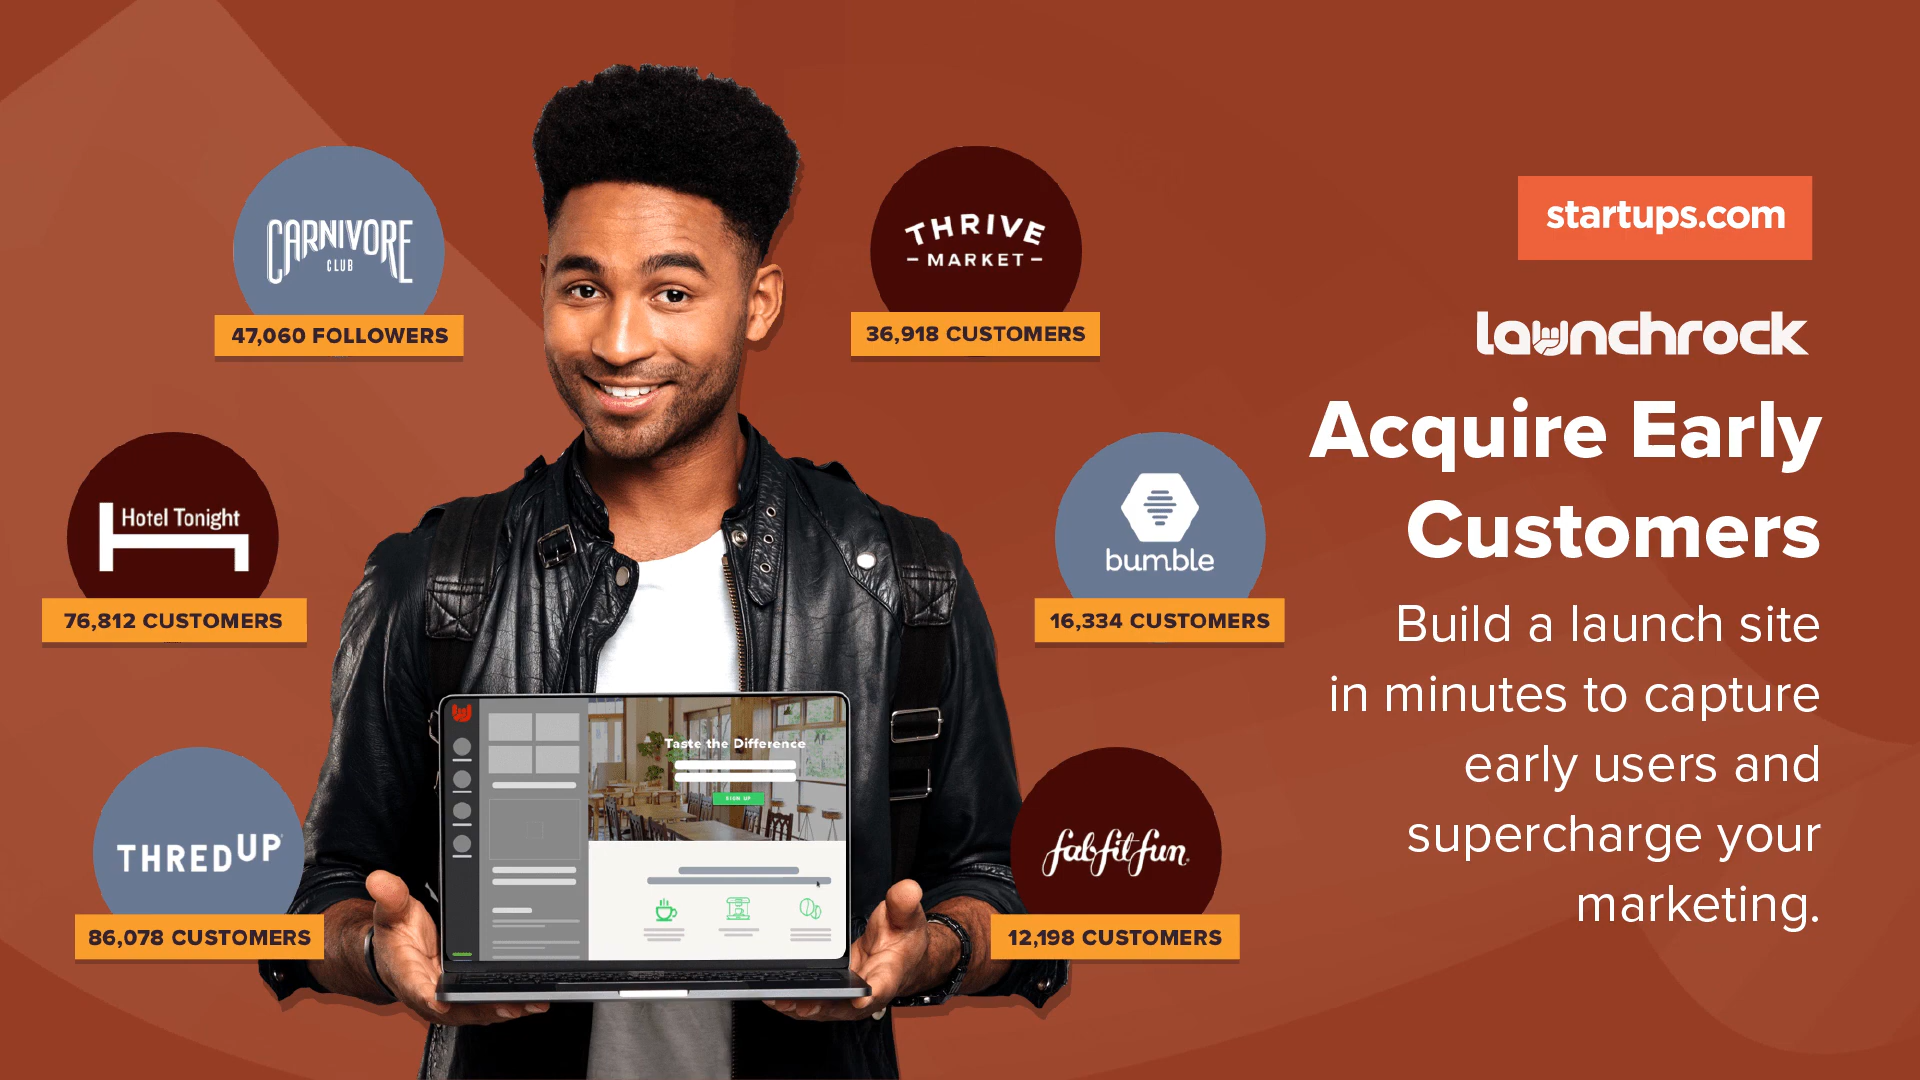 CARNIVORE
CLUB
47,060 FOLLOWERS
THRIVE
– MARKET –
36,918 CUSTOMERS
Hotel Tonight
76,812 CUSTOMERS
bumble
16,334 CUSTOMERS
THREDUP
86,078 CUSTOMERS
fabfitfun
12,198 CUSTOMERS
Taste the Difference
SIGN UP
startups.com
launchrock
Acquire Early
Customers
Build a launch site
in minutes to capture
early users and
supercharge your
marketing.